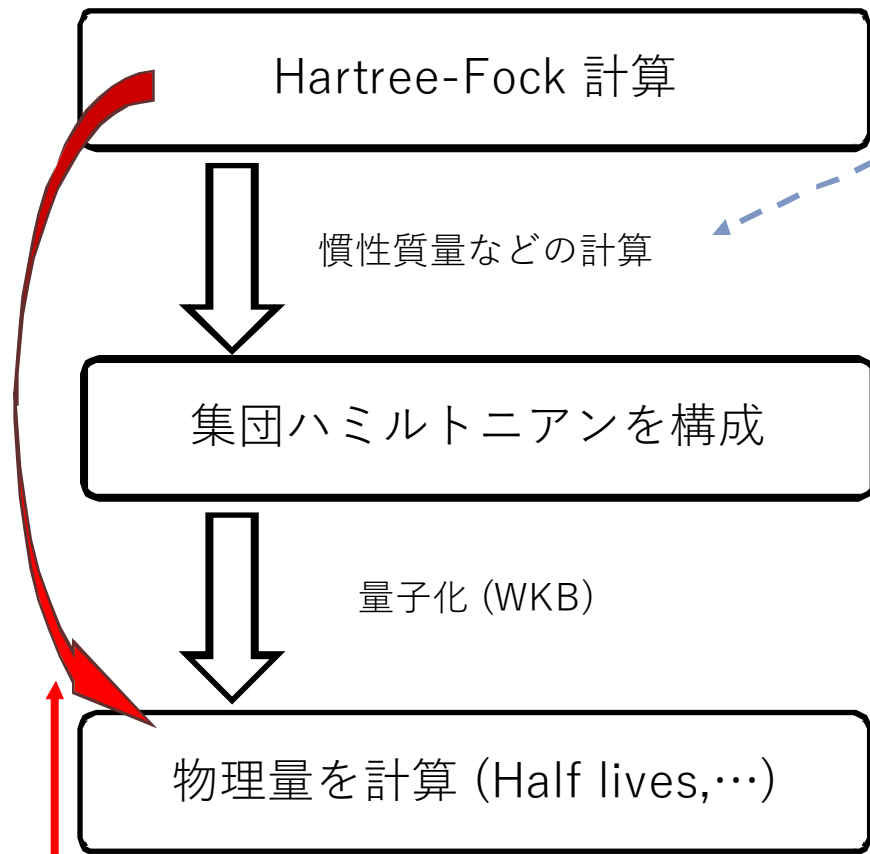 Hartree-Fock 計算
慣性質量などの計算
集団ハミルトニアンを構成
量子化 (WKB)
物理量を計算 (Half lives,…)